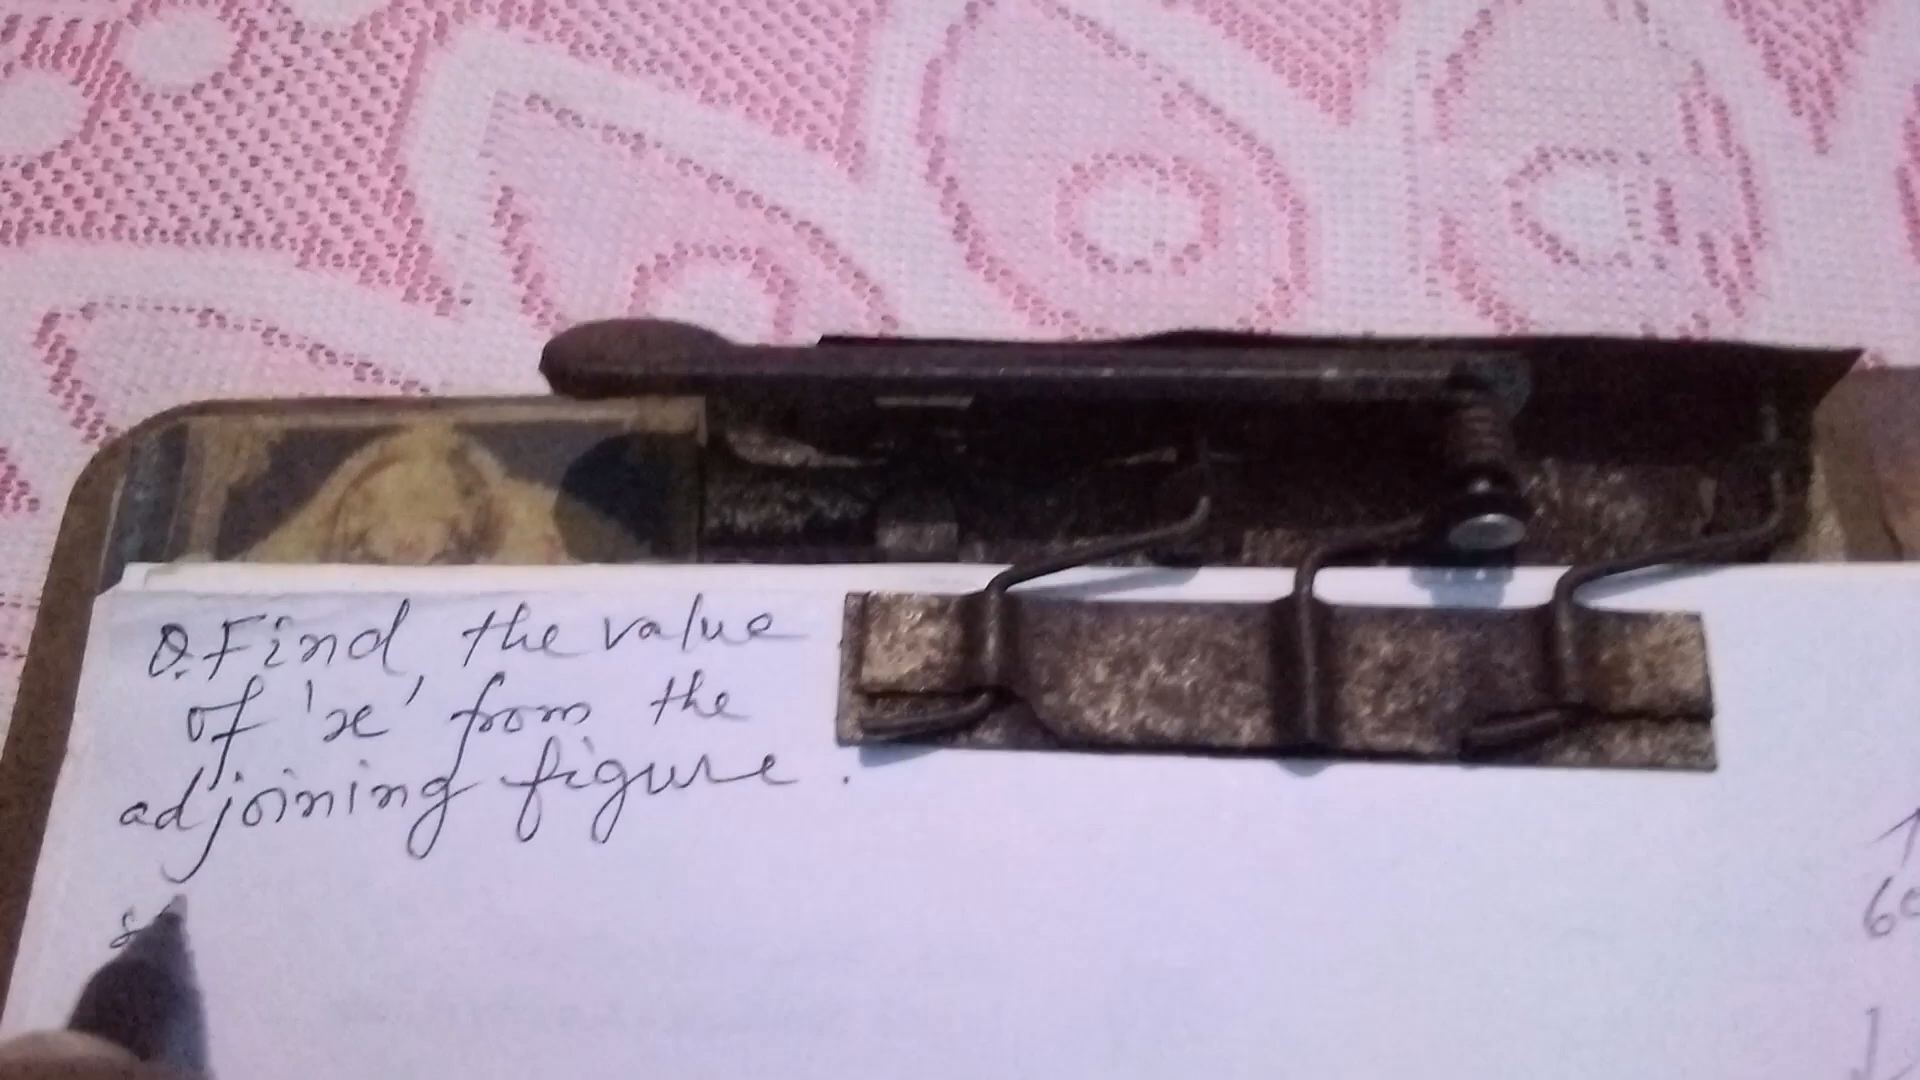 Q. Find the value
of 'x' from the
adjoining figure.